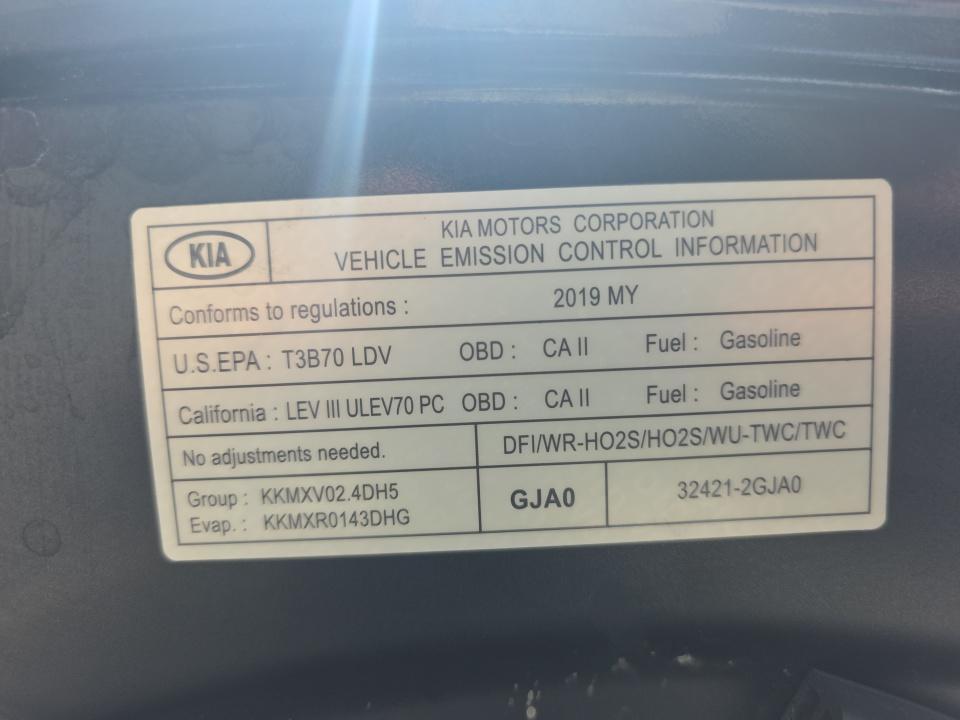 KIA
KIA MOTORS CORPORATION
VEHICLE EMISSION CONTROL INFORMATION
Conforms to regulations : 2019 MY
U.S.EPA : T3B70 LDV OBD : CA II Fuel : Gasoline
California : LEV III ULEV70 PC OBD : CA II Fuel : Gasoline
No adjustments needed. DFI/WR-HO2S/HO2S/WU-TWC/TWC
Group : KKMXV02.4DH5
Evap. : KKMXR0143DHG
GJA0
32421-2GJA0